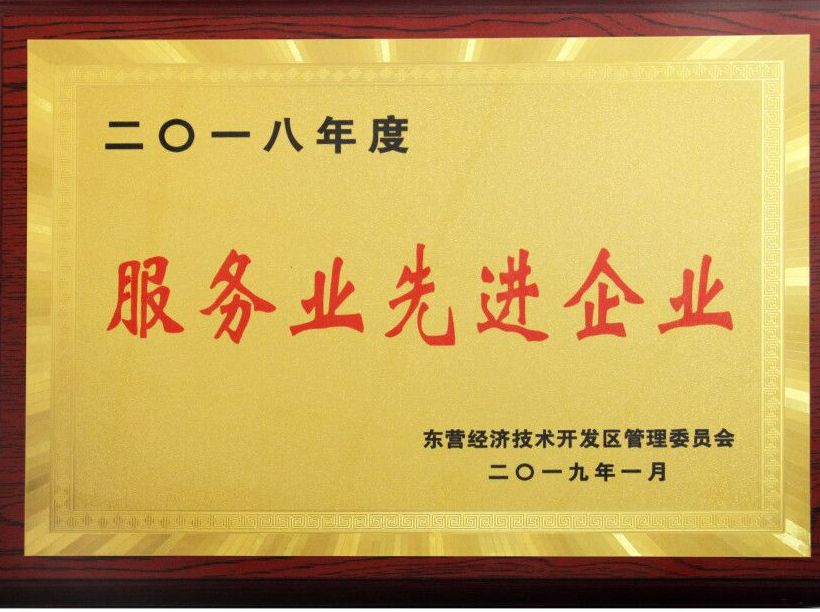 二〇一八年度
服务业先进企业
东营经济技术开发区管理委员会
二〇一九年一月